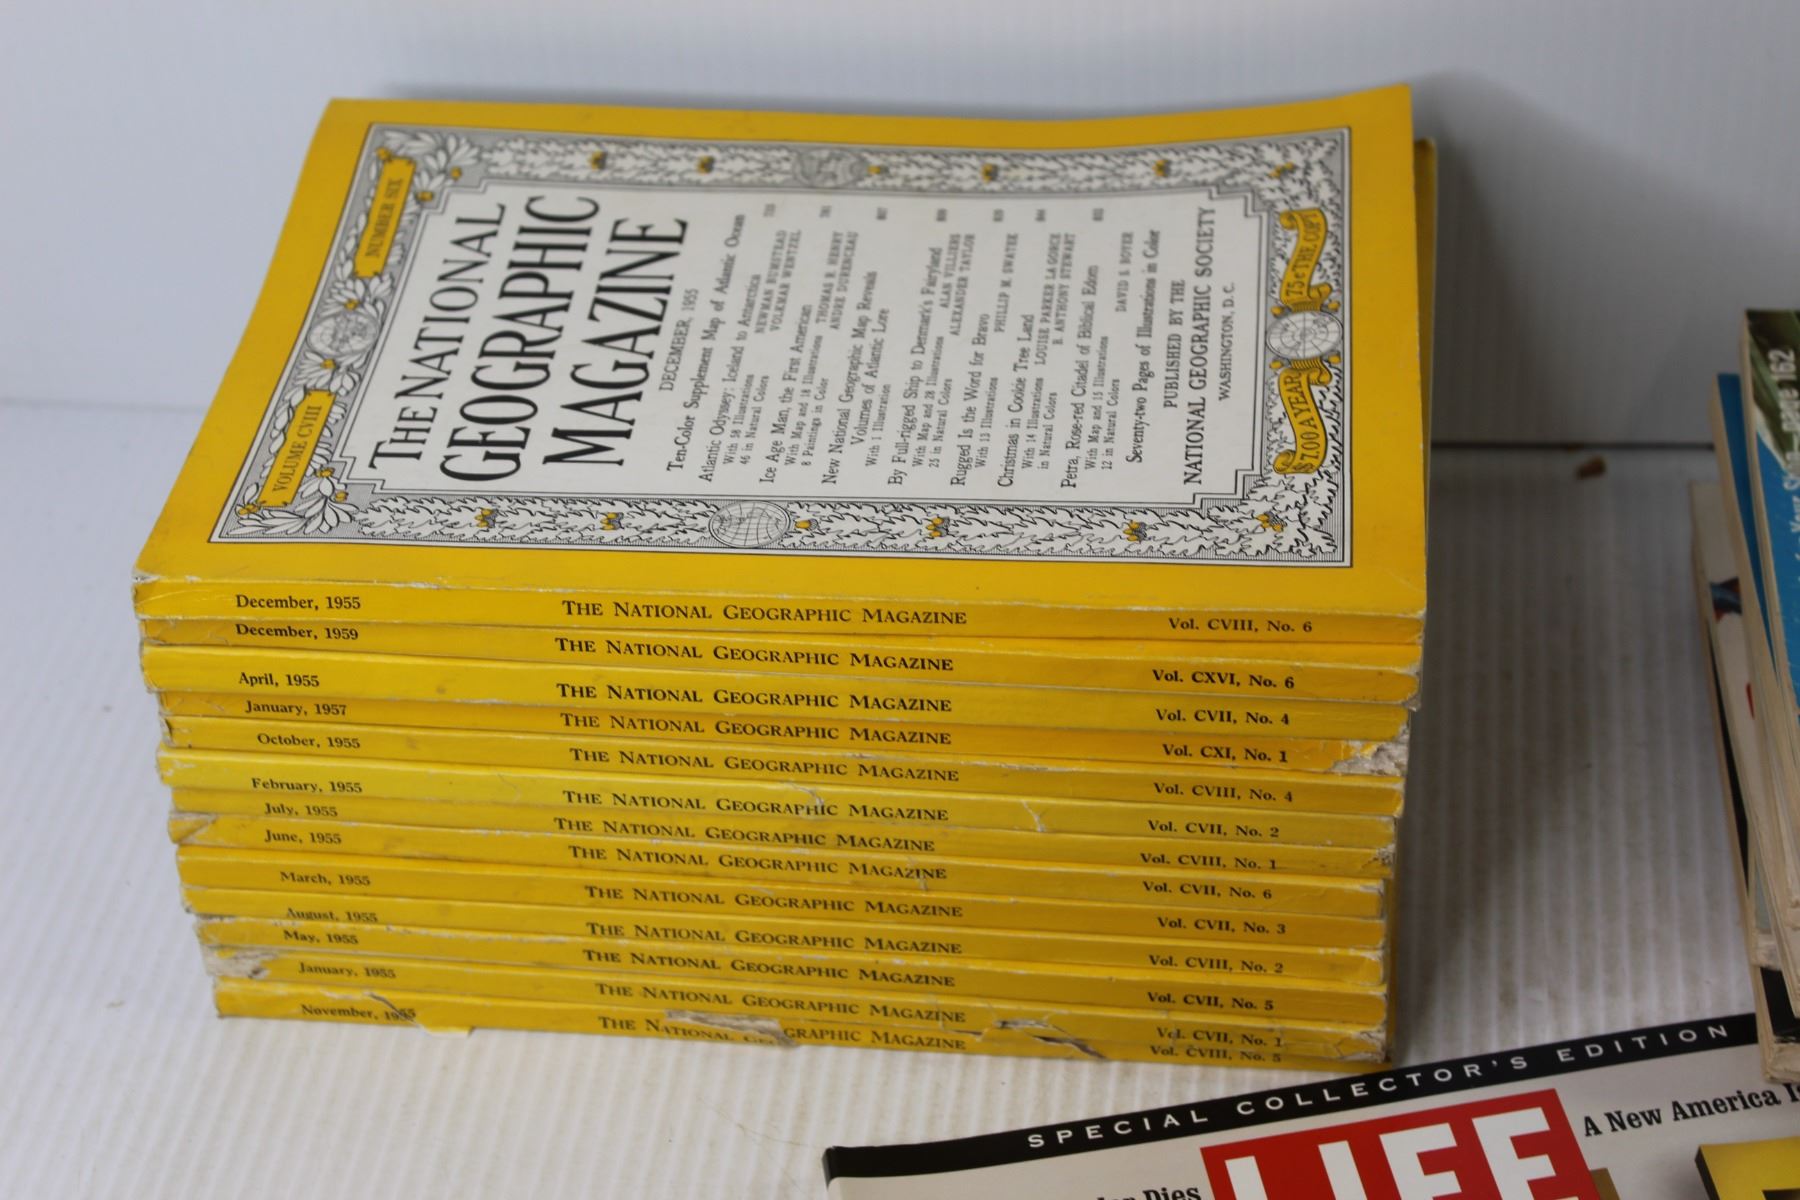 NUMBER SIX
VOLUME CVIII
THE NATIONAL
GEOGRAPHIC
MAGAZINE
DECEMBER, 1955
Ten-Color Supplement Map of Atlantic Ocean
Atlantic Odyssey: Iceland to Antarctica
With 58 Illustrations NEWMAN BUMSTEAD
46 in Natural Colors VOLKMAR WENTZEL
Ice Age Man, the First American
With Map and 18 Illustrations THOMAS R. HENRY
8 Paintings in Color ANDRE DURENCEAU
New National Geographic Map Reveals
Volumes of Atlantic Lore
With 1 Illustration
By Full-rigged Ship to Denmark's Fairyland
With Map and 28 Illustrations ALAN VILLIERS
25 in Natural Colors ALEXANDER TAYLOR
Rugged Is the Word for Bravo
With 13 Illustrations PHILLIP M. SWATEK
Christmas in Cookie Tree Land
With 14 Illustrations LOUISE PARKER LA GORCE
in Natural Colors B. ANTHONY STEWART
Petra, Rose-red Citadel of Biblical Edom
With Map and 15 Illustrations
12 in Natural Colors DAVID S. BOYER
Seventy-two Pages of Illustrations in Color
PUBLISHED BY THE
NATIONAL GEOGRAPHIC SOCIETY
WASHINGTON, D.C.
$7.00 A YEAR 75¢ THE COPY
December, 1955 THE NATIONAL GEOGRAPHIC MAGAZINE Vol. CVIII, No. 6
December, 1959 THE NATIONAL GEOGRAPHIC MAGAZINE Vol. CXVI, No. 6
April, 1955 THE NATIONAL GEOGRAPHIC MAGAZINE Vol. CVII, No. 4
January, 1957 THE NATIONAL GEOGRAPHIC MAGAZINE Vol. CXI, No. 1
October, 1955 THE NATIONAL GEOGRAPHIC MAGAZINE Vol. CVIII, No. 4
February, 1955 THE NATIONAL GEOGRAPHIC MAGAZINE Vol. CVII, No. 2
July, 1955 THE NATIONAL GEOGRAPHIC MAGAZINE Vol. CVIII, No. 1
June, 1955 THE NATIONAL GEOGRAPHIC MAGAZINE Vol. CVII, No. 6
March, 1955 THE NATIONAL GEOGRAPHIC MAGAZINE Vol. CVII, No. 3
August, 1955 THE NATIONAL GEOGRAPHIC MAGAZINE Vol. CVIII, No. 2
May, 1955 THE NATIONAL GEOGRAPHIC MAGAZINE Vol. CVII, No. 5
January, 1955 THE NATIONAL GEOGRAPHIC MAGAZINE Vol. CVII, No. 1
November, 1955 THE NATIONAL GEOGRAPHIC MAGAZINE Vol. CVIII, No. 5
SPECIAL COLLECTOR'S EDITION
LIFE
A New America
Dies
162